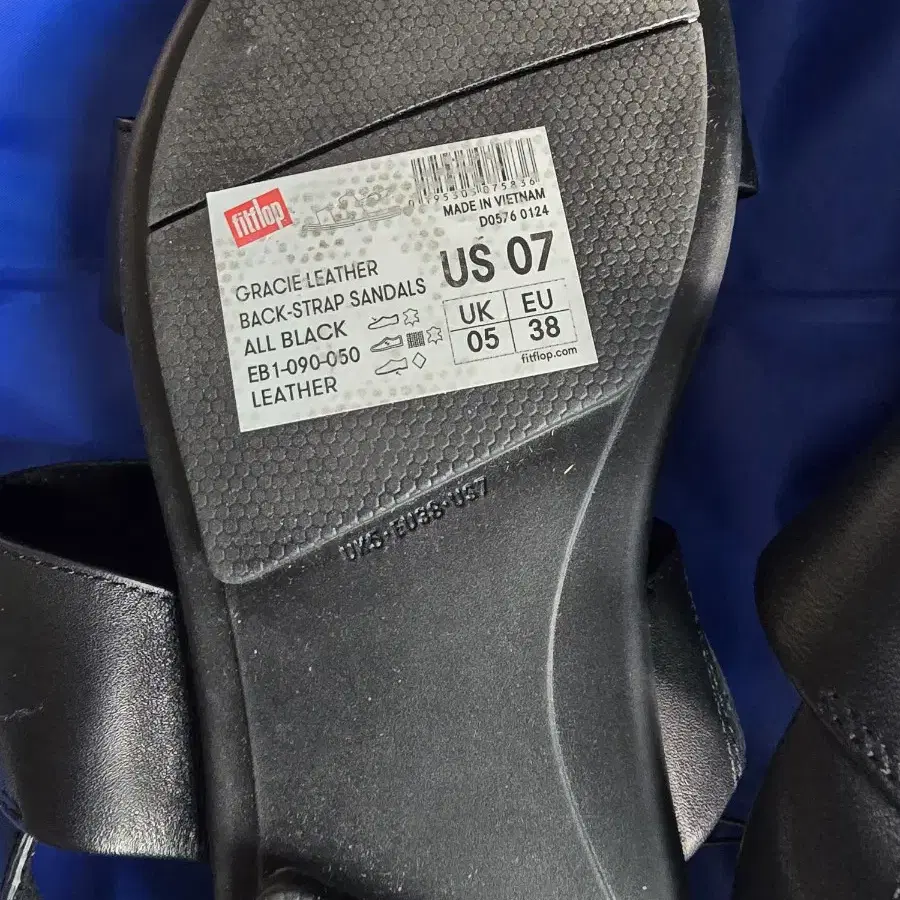 fitflop
MADE IN VIETNAM
D0576 0124
GRACIE LEATHER
BACK-STRAP SANDALS
ALL BLACK
EB1-090-050
LEATHER
US 07
UK EU
05 38
fitflop.com
UK5·EU38·US7